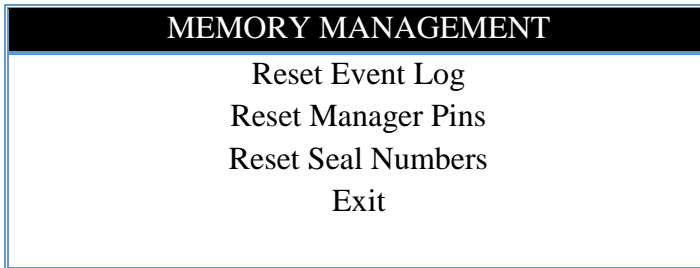 MEMORY MANAGEMENT
Reset Event Log
Reset Manager Pins
Reset Seal Numbers
Exit